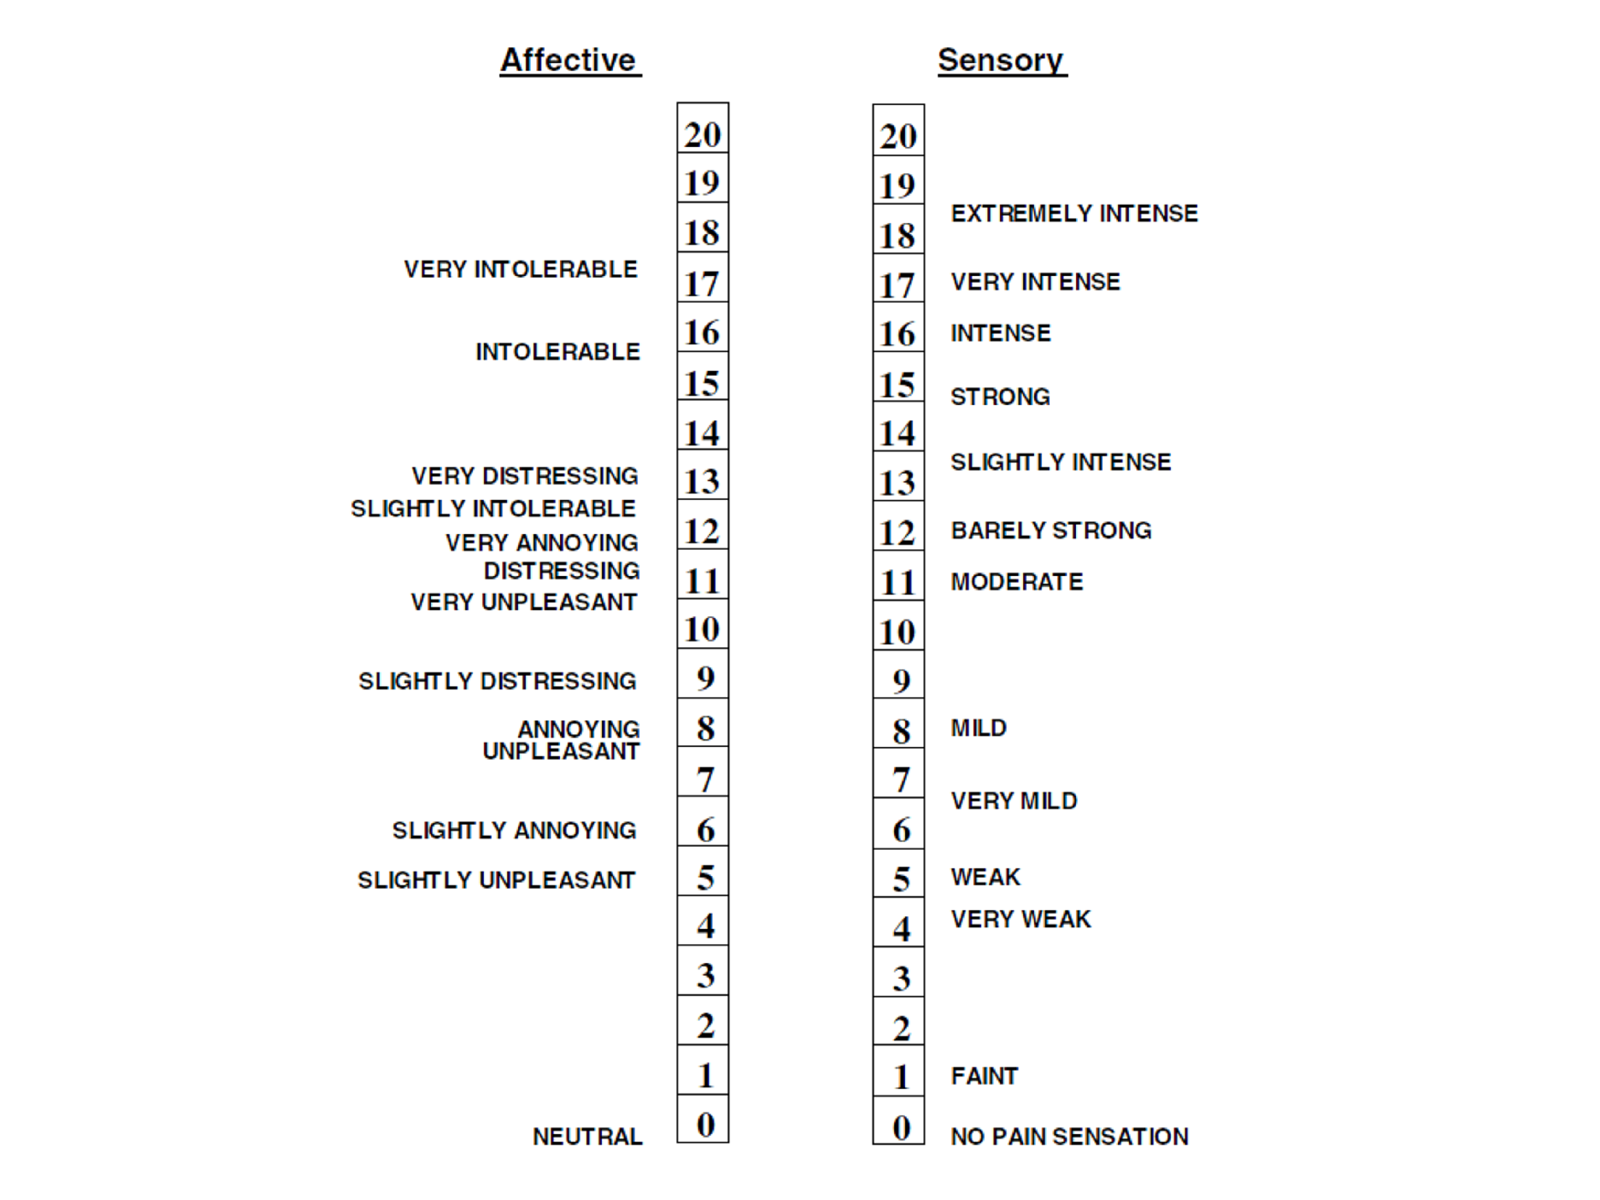 Affective
20
19
18
VERY INTOLERABLE
17
16
INTOLERABLE
15
14
VERY DISTRESSING
13
SLIGHTLY INTOLERABLE
12
VERY ANNOYING
DISTRESSING
11
VERY UNPLEASANT
10
SLIGHTLY DISTRESSING
9
ANNOYING
8
UNPLEASANT
7
SLIGHTLY ANNOYING
6
SLIGHTLY UNPLEASANT
5
4
3
2
1
0
NEUTRAL
Sensory
20
19
EXTREMELY INTENSE
18
17 VERY INTENSE
16 INTENSE
15
STRONG
14
SLIGHTLY INTENSE
13
12 BARELY STRONG
11 MODERATE
10
9
8 MILD
7
VERY MILD
6
5 WEAK
4 VERY WEAK
3
2
1 FAINT
0 NO PAIN SENSATION